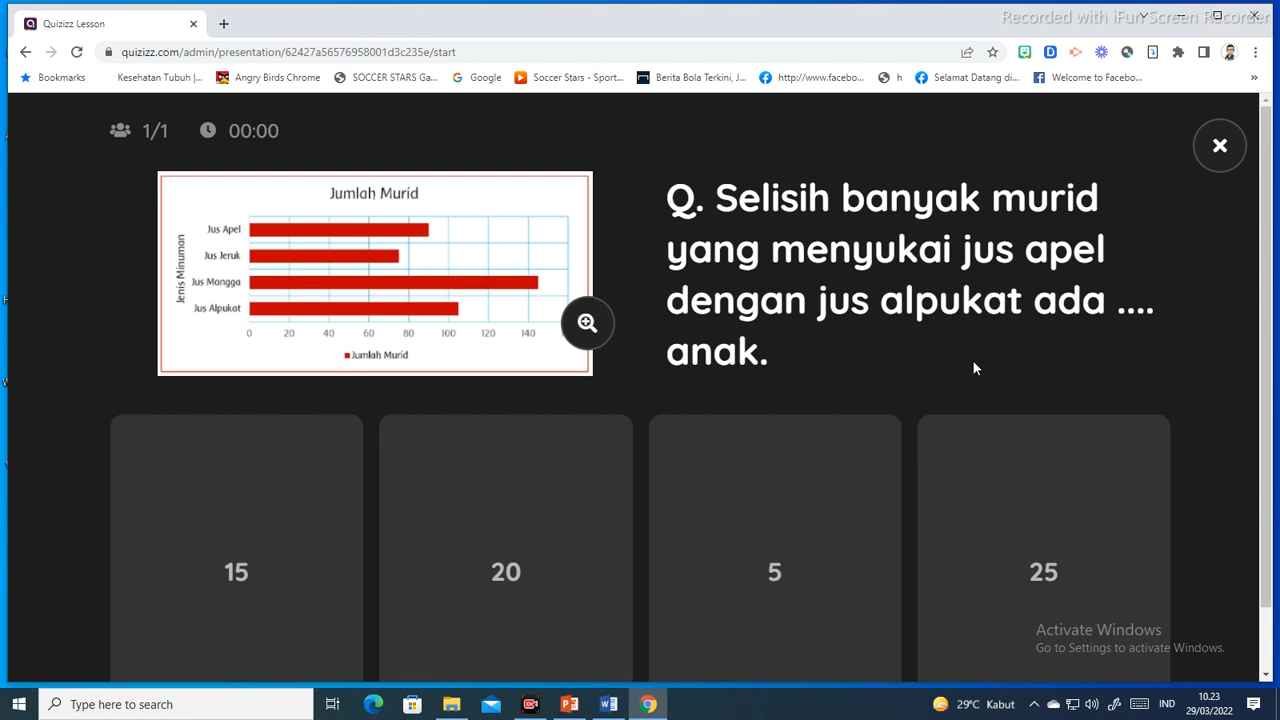 Recorded with iFun Screen Recorder
Quizizz Lesson
quizizz.com/admin/presentation/62427a56576958001d3c235e/start
Bookmarks
Kesehatan Tubuh |...
Angry Birds Chrome
SOCCER STARS Ga...
Google
Soccer Stars - Sport...
Berita Bola Terkini, J...
http://www.facebo...
h
Selamat Datang di...
Welcome to Facebo...
»
1/1
00:00
Jumlah Murid
Jenis Minuman
Jus Apel
Jus Jeruk
Jus Mangga
Jus Alpukat
0 20 40 60 80 100 120 140
Jumlah Murid
Q. Selisih banyak murid
yang menyukai jus apel
dengan jus alpukat ada ....
anak.
15
20
5
25
Activate Windows
Go to Settings to activate Windows.
Type here to search
29°C Kabut
IND
10.23
29/03/2022